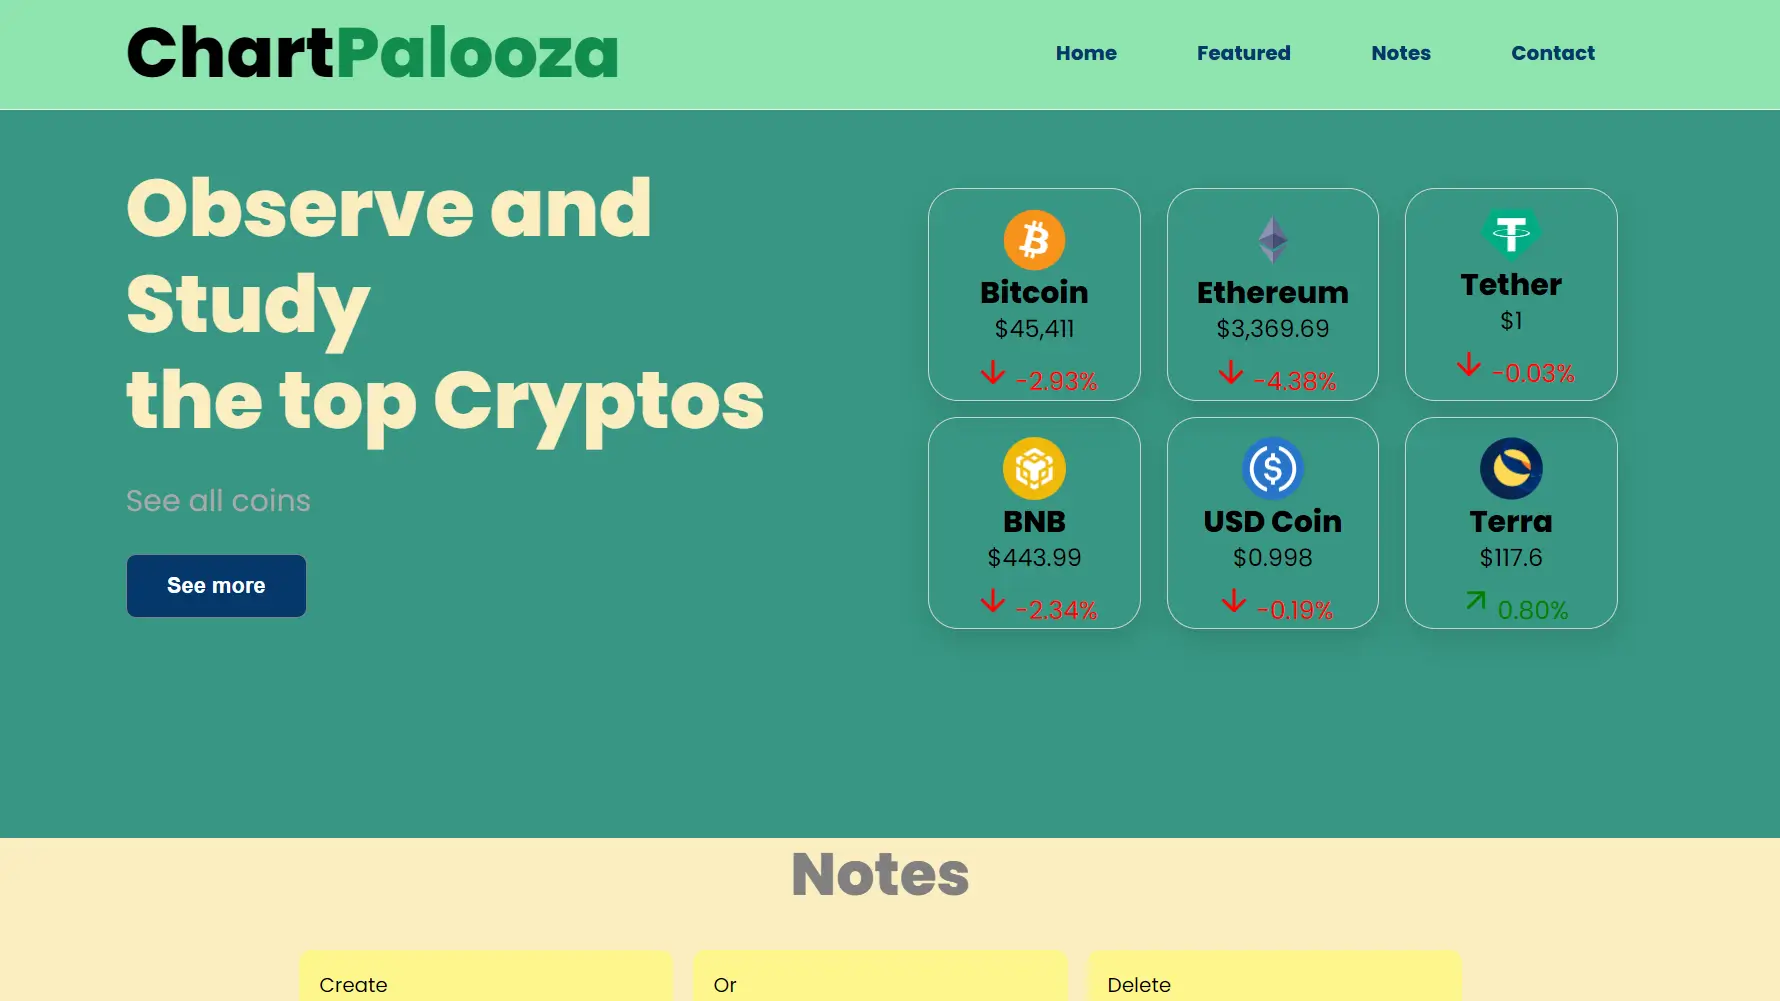 ChartPalooza
Home Featured Notes Contact
Observe and
Study
the top Cryptos
See all coins
See more
Bitcoin
$45,411
-2.93%
Ethereum
$3,369.69
-4.38%
Tether
$1
-0.03%
BNB
$443.99
-2.34%
USD Coin
$0.998
-0.19%
Terra
$117.6
0.80%
Notes
Create
Or
Delete